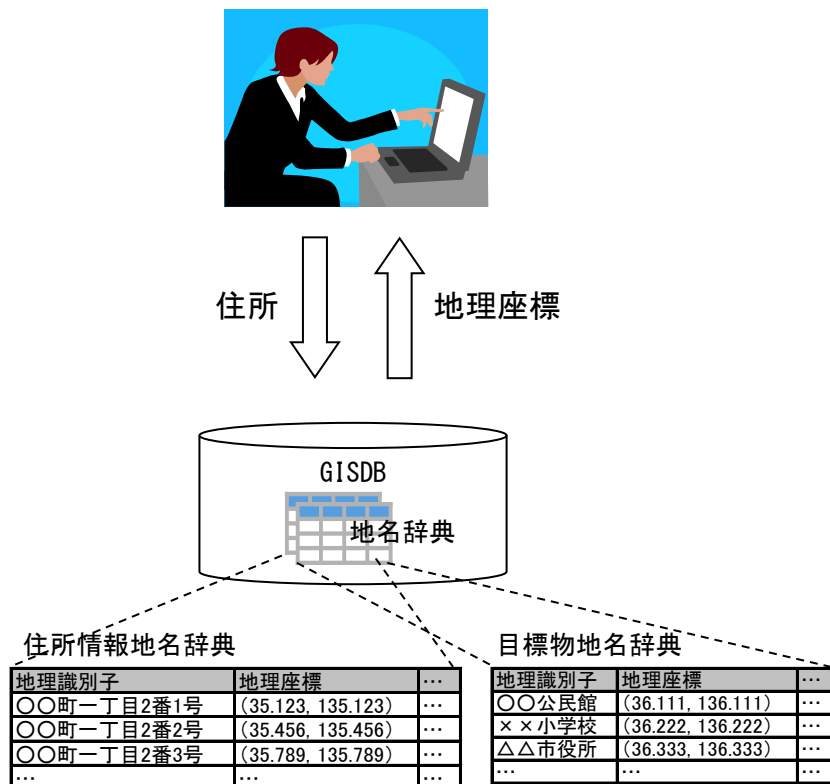 住所
地理座標
GISDB
地名辞典
住所情報地名辞典
地理識別子 地理座標 …
〇〇町一丁目2番1号 (35.123, 135.123) …
〇〇町一丁目2番2号 (35.456, 135.456) …
〇〇町一丁目2番3号 (35.789, 135.789) …
… … …
目標物地名辞典
地理識別子 地理座標 …
〇〇公民館 (36.111, 136.111) …
××小学校 (36.222, 136.222) …
△△市役所 (36.333, 136.333) …
… … …